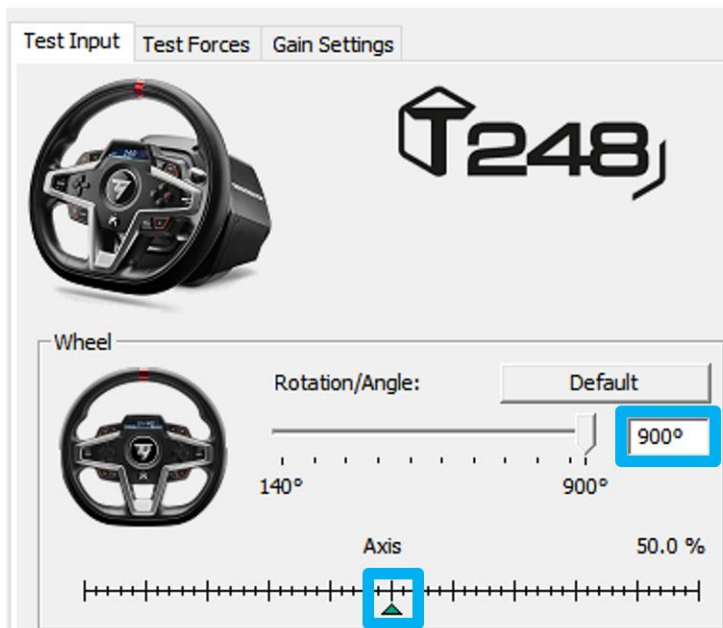 Test Input Test Forces Gain Settings
T248
Wheel
Rotation/Angle: Default
900°
140° 900°
Axis 50.0 %